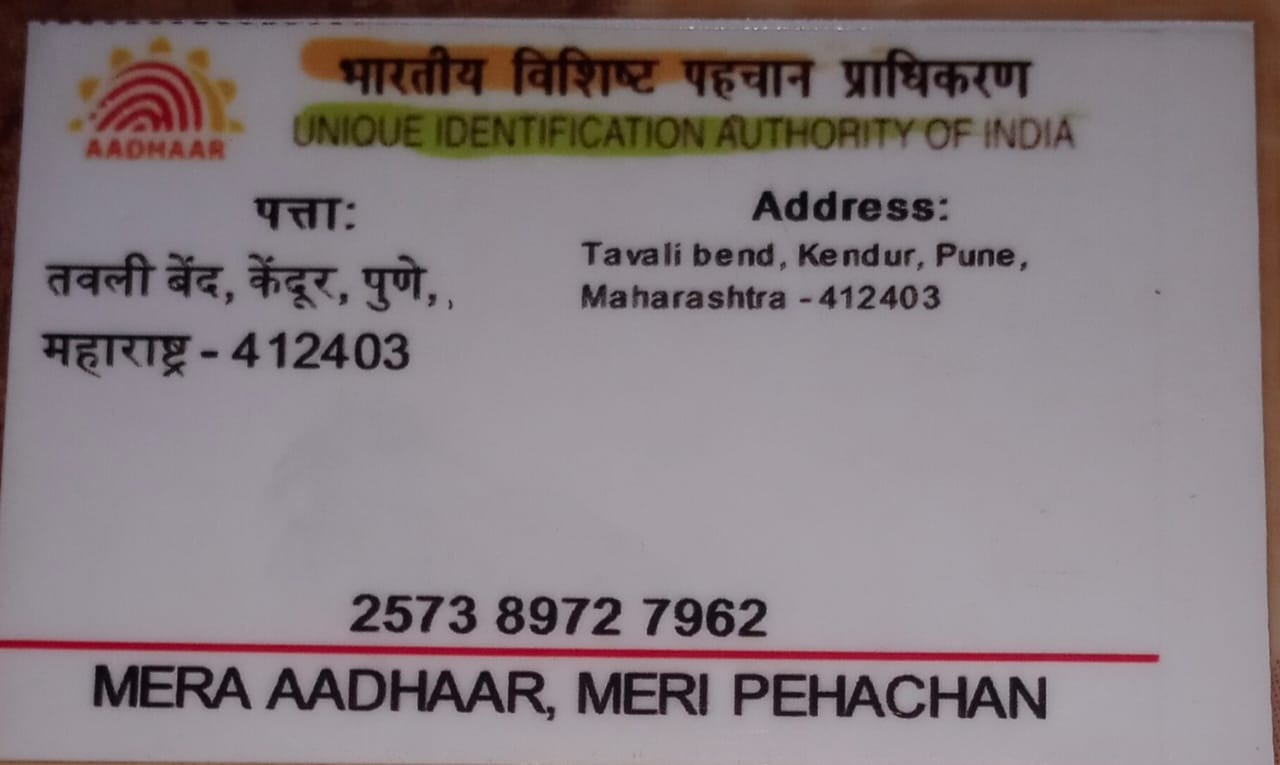 भारतीय विशिष्ट पहचान प्राधिकरण
UNIQUE IDENTIFICATION AUTHORITY OF INDIA
AADHAAR
पत्ता:
तवली बेंद, केंदूर, पुणे, ,
महाराष्ट्र - 412403
Address:
Tavali bend, Kendur, Pune,
Maharashtra - 412403
2573 8972 7962
MERA AADHAAR, MERI PEHACHAN